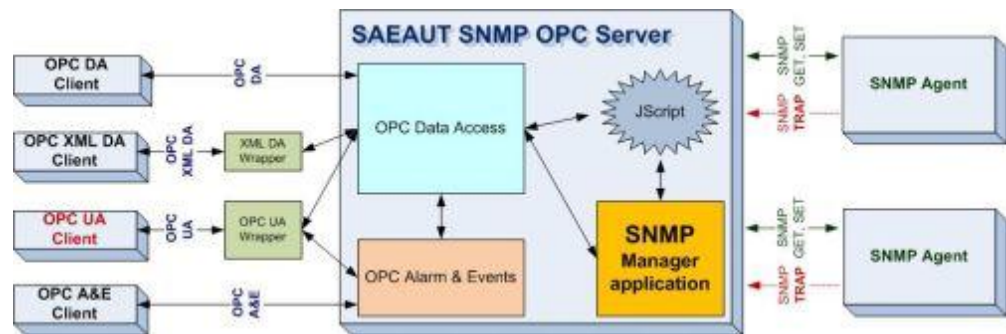 SAEAUT SNMP OPC Server
OPC DA
Client
OPC
DA
OPC XML DA
Client
OPC
XML DA
XML DA
Wrapper
OPC UA
Client
OPC
UA
OPC UA
Wrapper
OPC A&E
Client
OPC
A&E
OPC Data Access
OPC Alarm & Events
JScript
SNMP
Manager
application
SNMP
GET, SET
SNMP
TRAP
SNMP Agent
SNMP
GET, SET
SNMP
TRAP
SNMP Agent